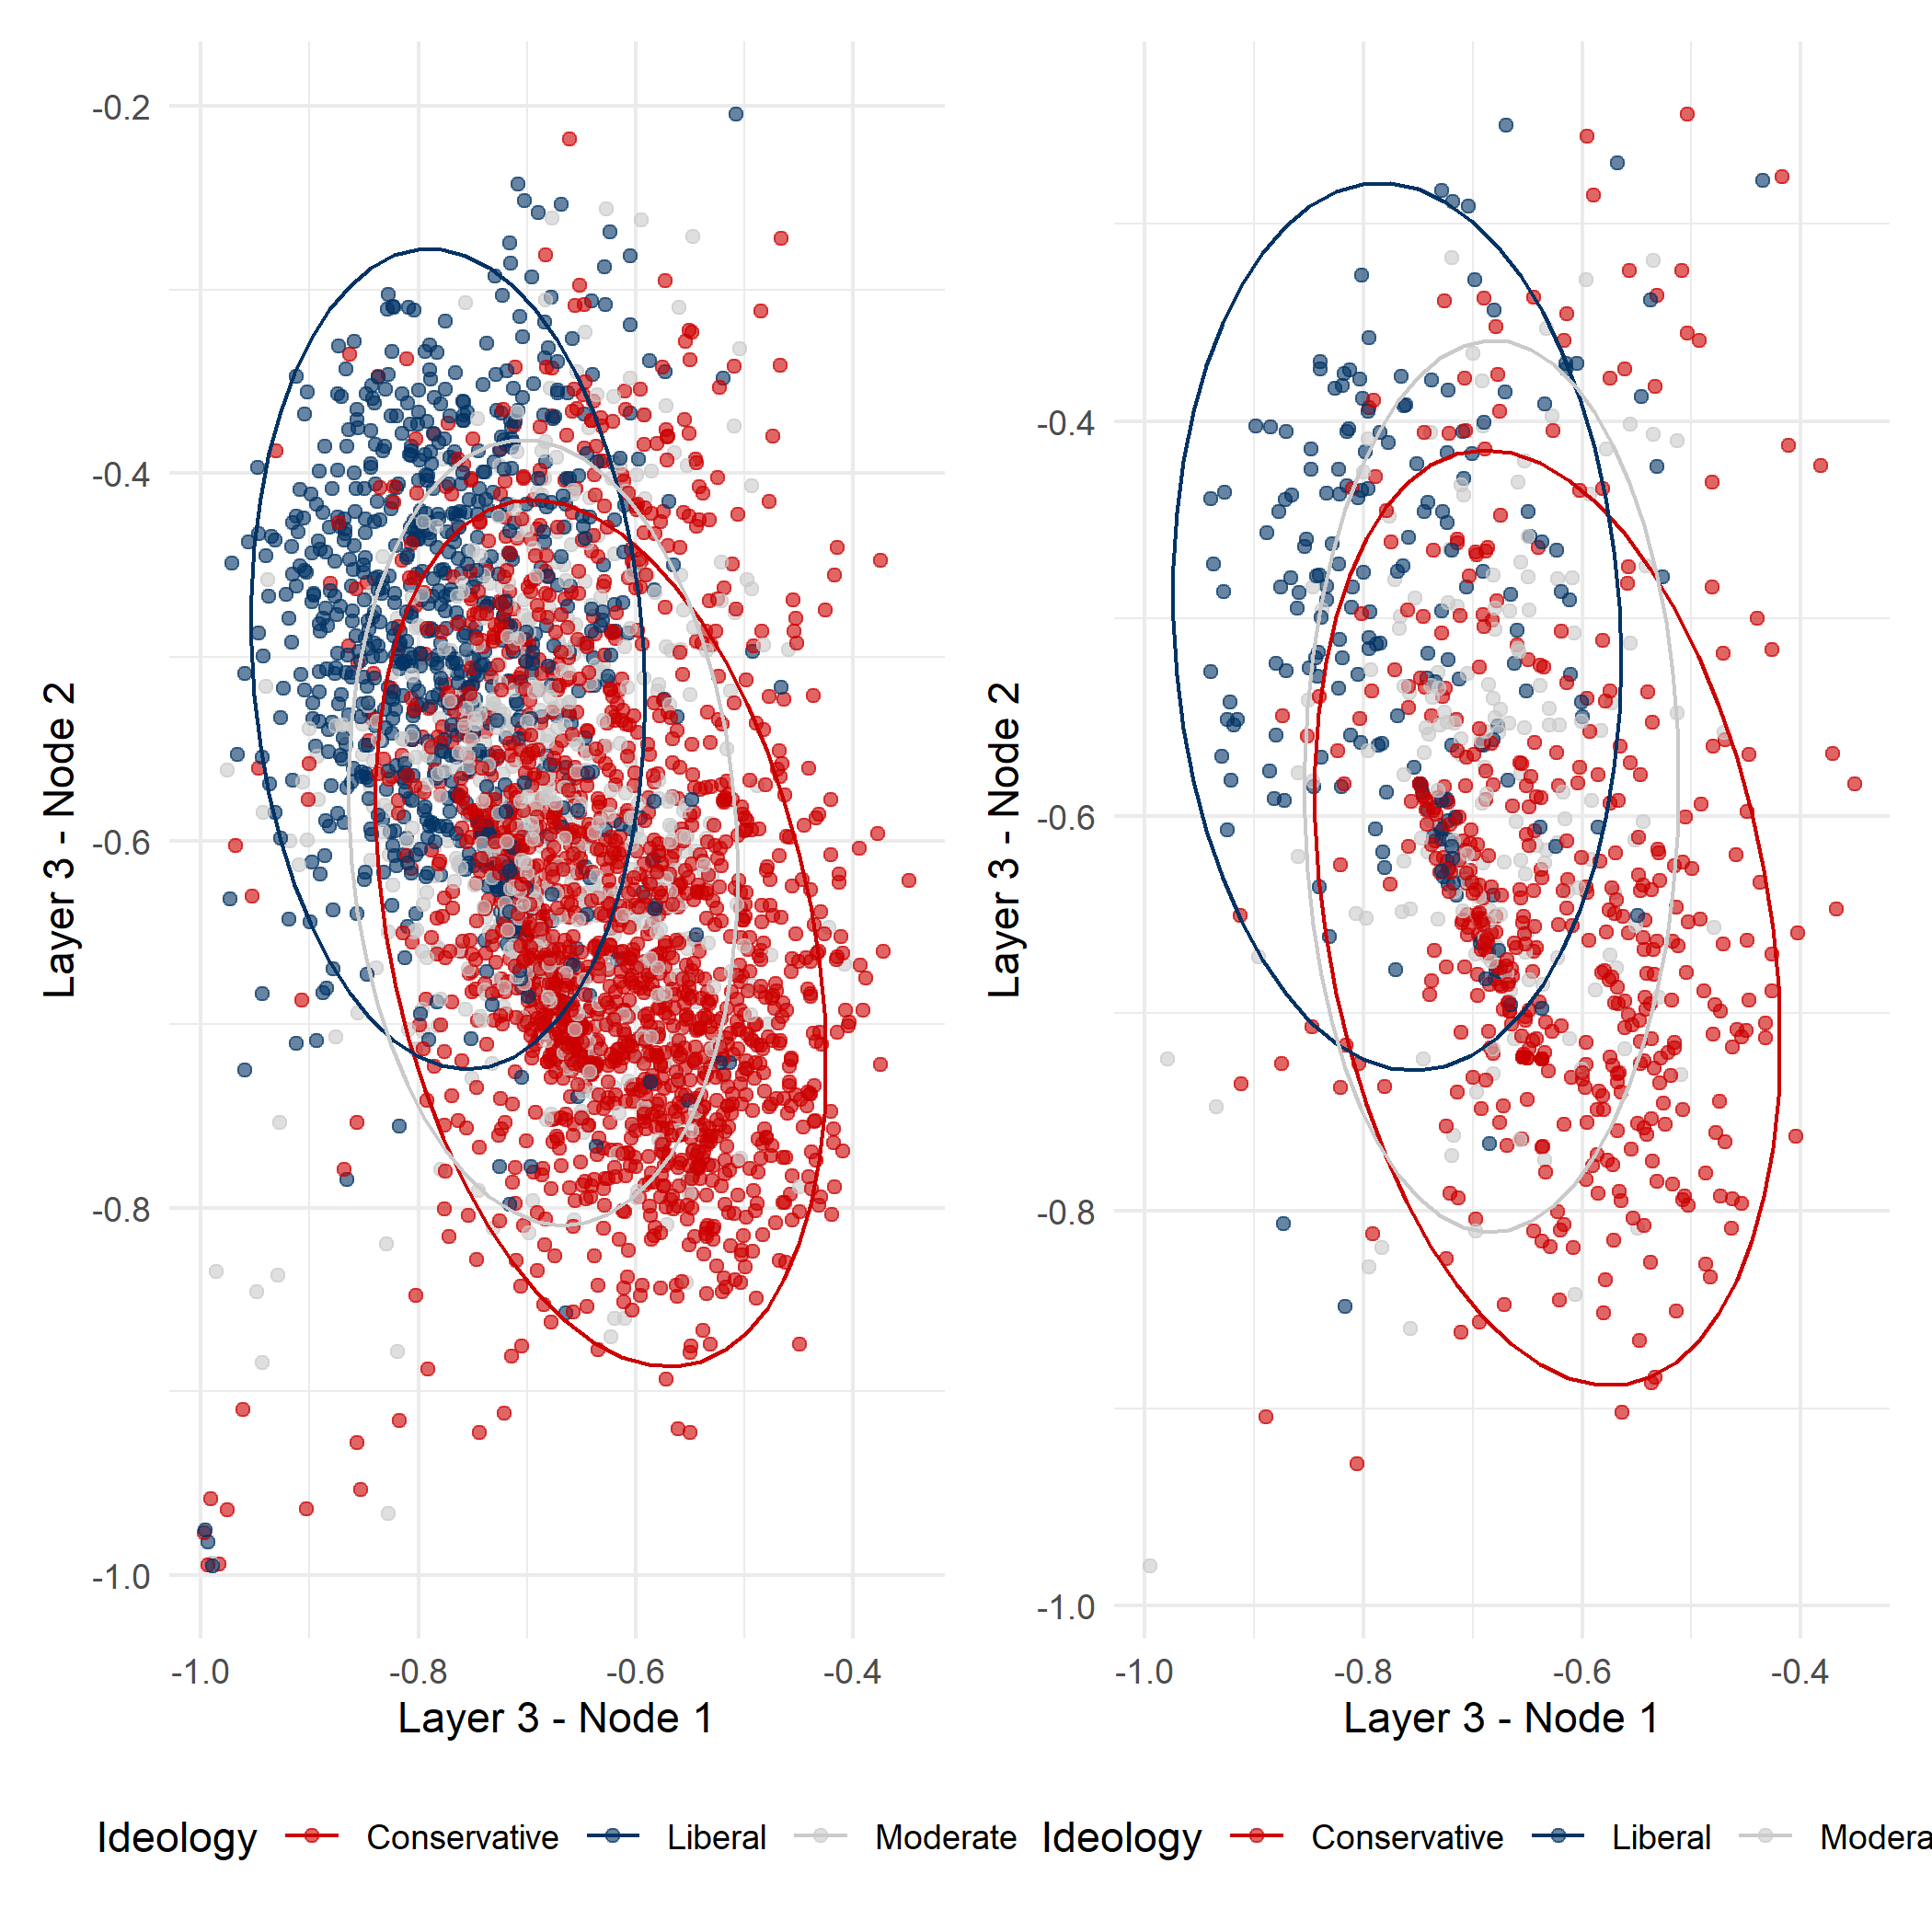 -0.2
-0.4
-0.6
-0.8
-1.0
Layer 3 - Node 2
-1.0 -0.8 -0.6 -0.4
Layer 3 - Node 1
Ideology Conservative Liberal Moderate
-0.4
-0.6
-0.8
-1.0
Layer 3 - Node 2
-1.0 -0.8 -0.6 -0.4
Layer 3 - Node 1
Ideology Conservative Liberal Modera